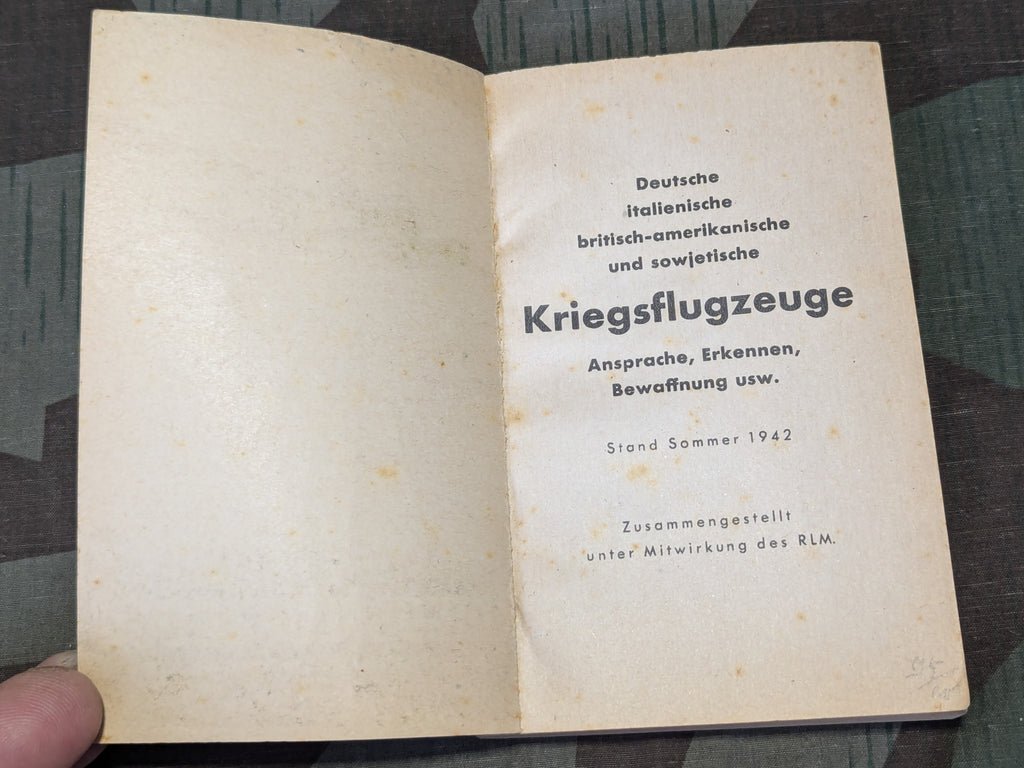 Deutsche
italienische
britisch-amerikanische
und sowjetische
Kriegsflugzeuge
Ansprache, Erkennen,
Bewaffnung usw.
Stand Sommer 1942
Zusammengestellt
unter Mitwirkung des RLM.